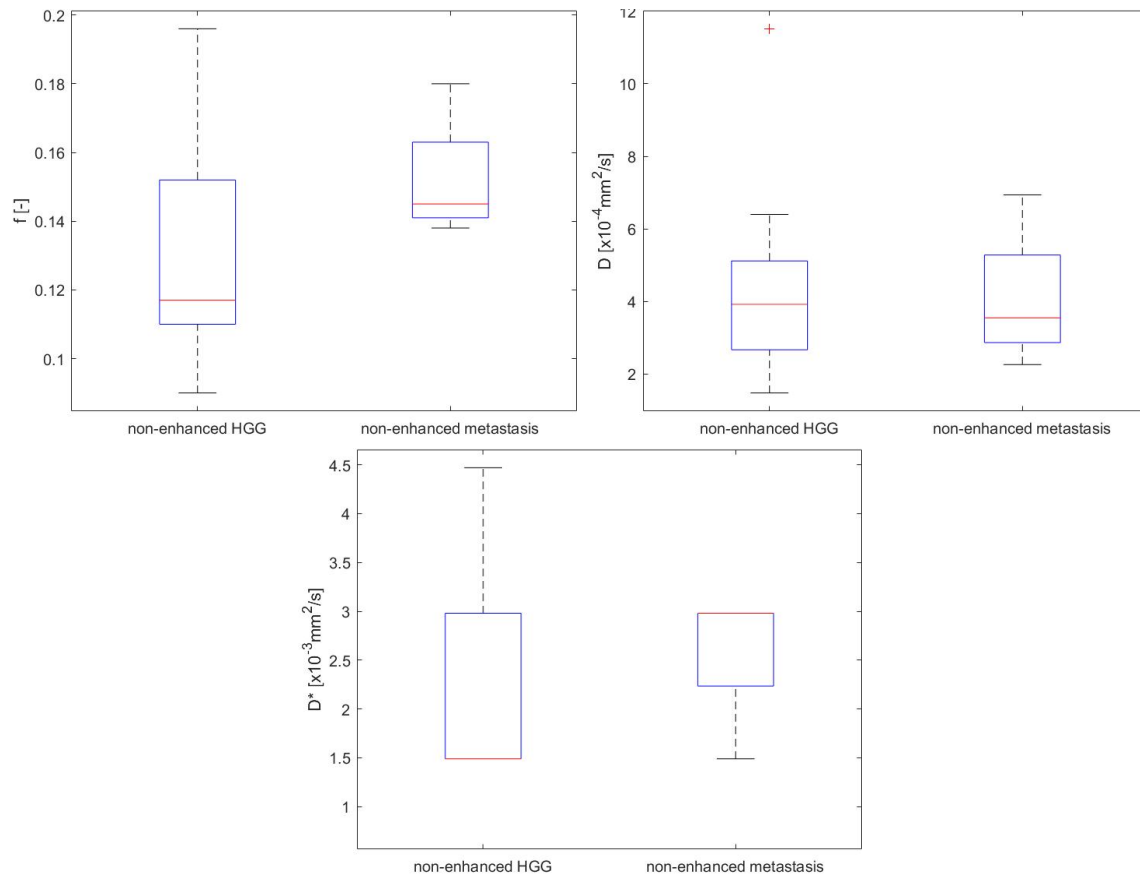 0.2
0.18
0.16
0.14
0.12
0.1
f [-]
non-enhanced HGG
non-enhanced metastasis
12
10
8
6
4
2
D [x10⁻⁴mm²/s]
non-enhanced HGG
non-enhanced metastasis
4.5
4
3.5
3
2.5
2
1.5
1
D* [x10⁻³mm²/s]
non-enhanced HGG
non-enhanced metastasis